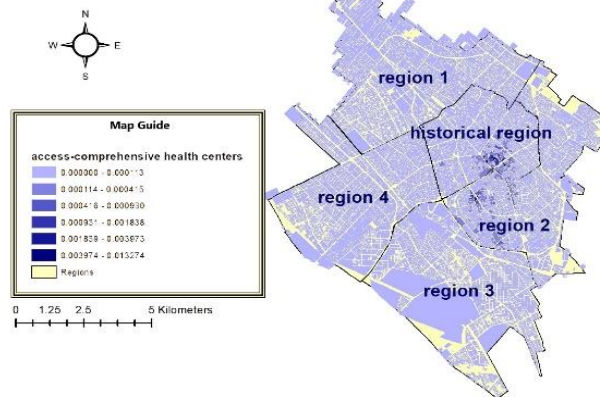 N
W E
S
region 1
historical region
region 4
region 2
region 3
Map Guide
access-comprehensive health centers
0.000000 - 0.000113
0.000114 - 0.000415
0.000416 - 0.000930
0.000931 - 0.001838
0.001839 - 0.003973
0.003974 - 0.013274
Regions
0 1.25 2.5 5 Kilometers